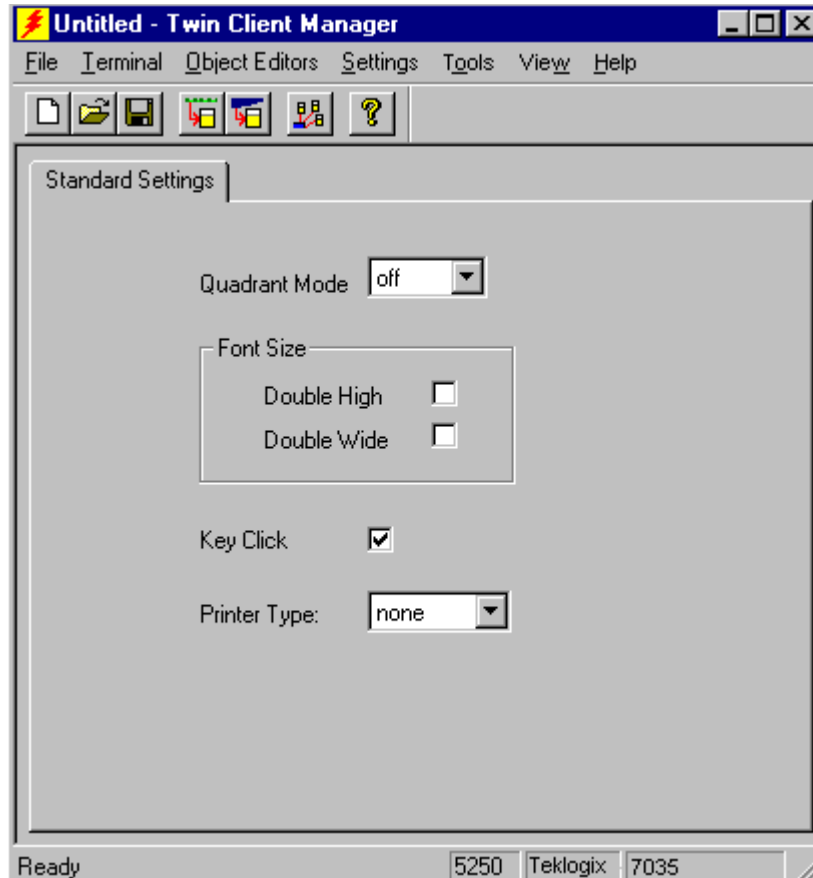 Untitled - Twin Client Manager
File Terminal Object Editors Settings Tools View Help
Standard Settings
Quadrant Mode off
Font Size
Double High
Double Wide
Key Click
Printer Type: none
Ready 5250 Teklogix 7035